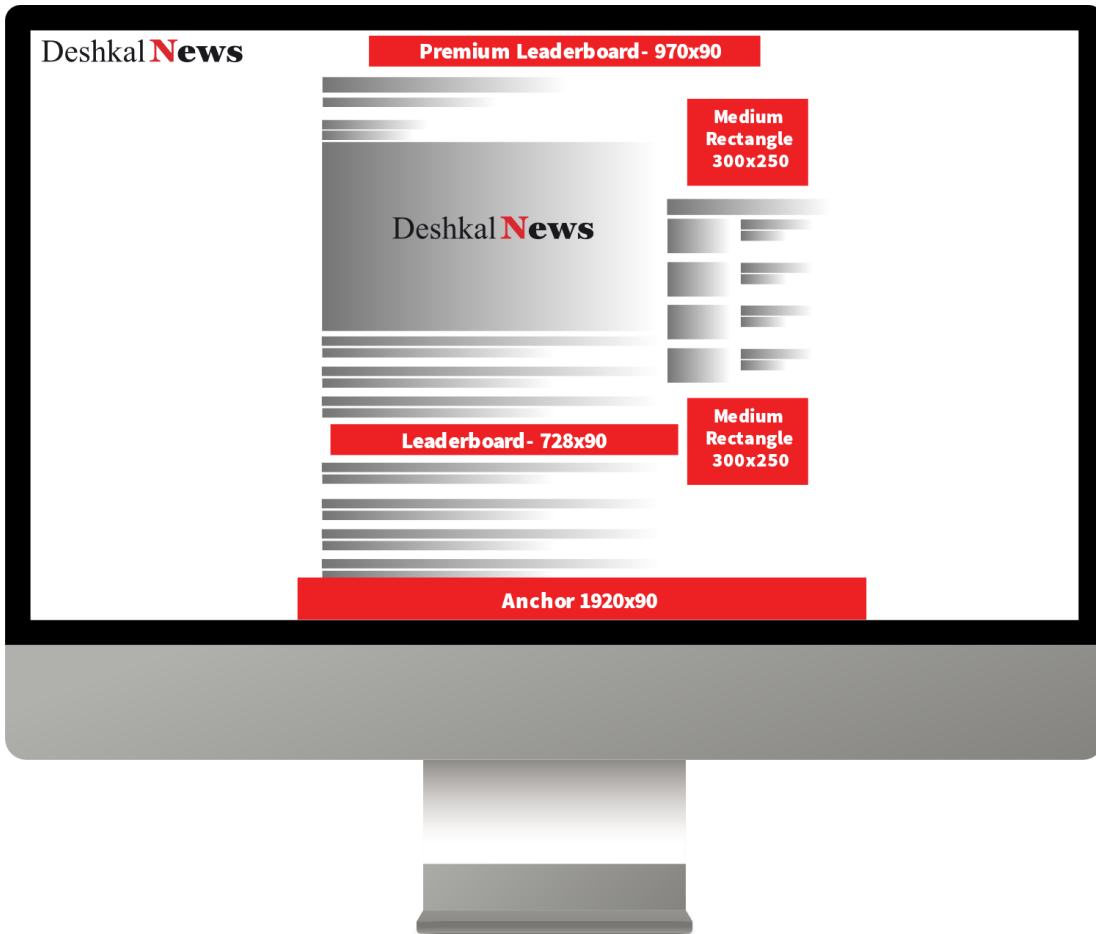 Deshkal News
Premium Leaderboard- 970x90
Medium
Rectangle
300x250
Deshkal News
Leaderboard- 728x90
Medium
Rectangle
300x250
Anchor 1920x90